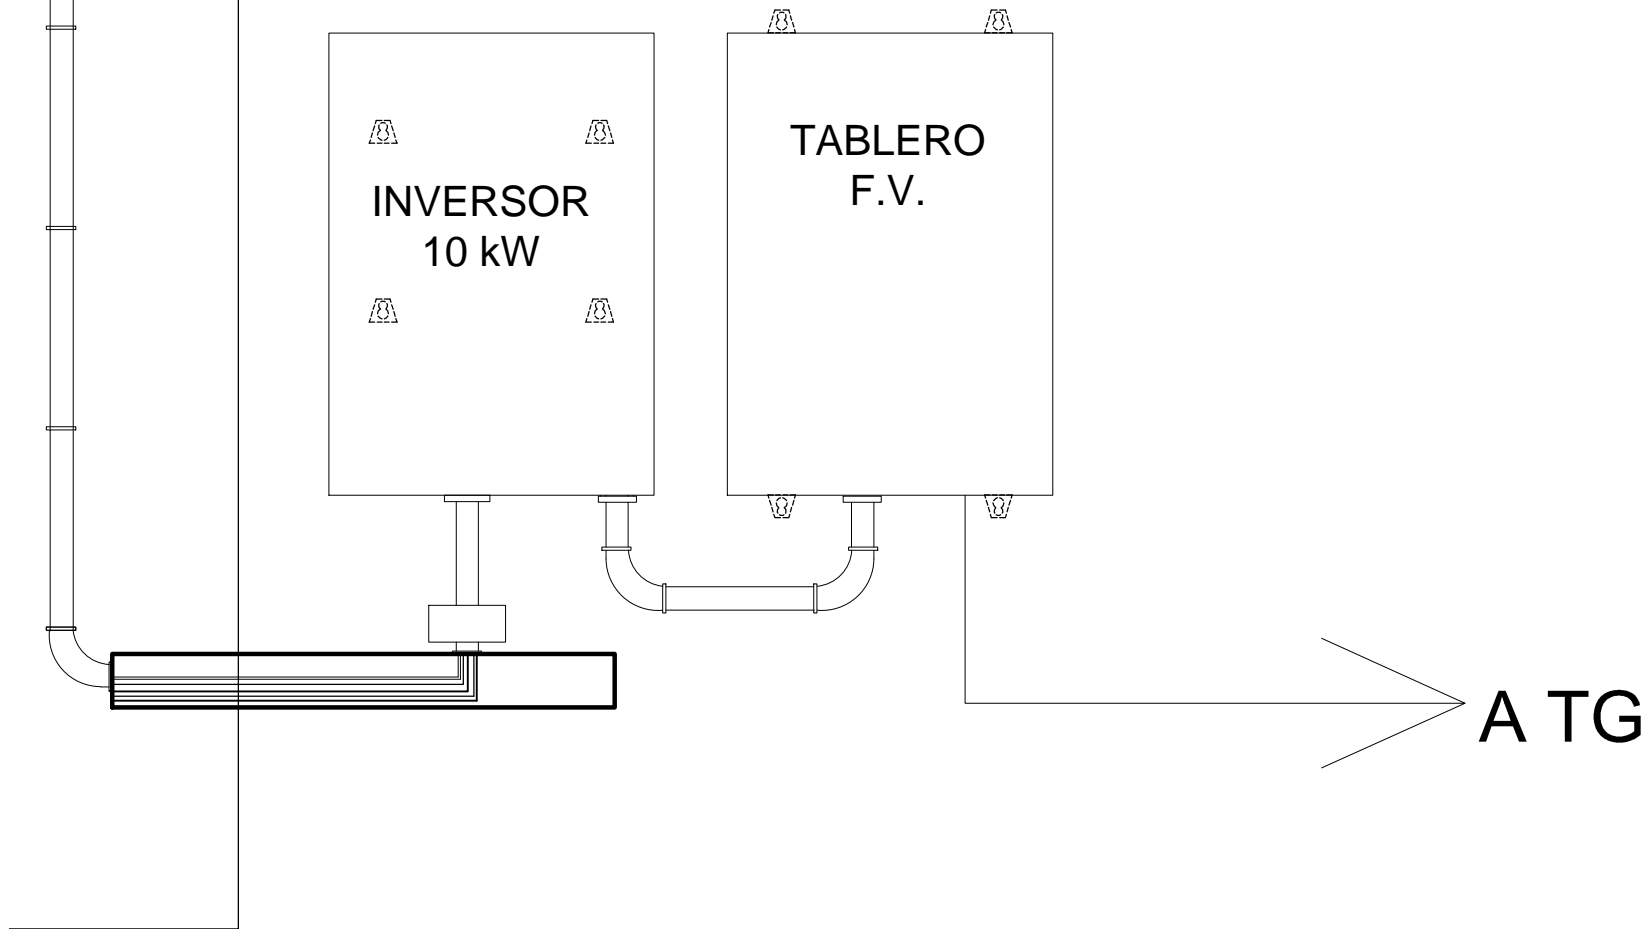 INVERSOR
10 kW
TABLERO
F.V.
A TG